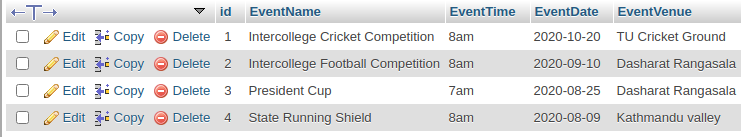 id EventName EventTime EventDate EventVenue
Edit Copy Delete 1 Intercollege Cricket Competition 8am 2020-10-20 TU Cricket Ground
Edit Copy Delete 2 Intercollege Football Competition 8am 2020-09-10 Dasharat Rangasala
Edit Copy Delete 3 President Cup 7am 2020-08-25 Dasharat Rangasala
Edit Copy Delete 4 State Running Shield 8am 2020-08-09 Kathmandu valley